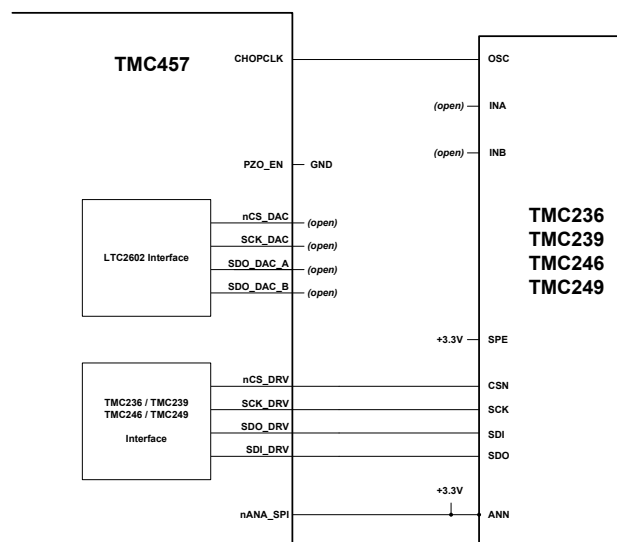 TMC457
CHOPCLK
OSC
(open)
INA
(open)
INB
PZO_EN
GND
nCS_DAC
(open)
SCK_DAC
(open)
LTC2602 Interface
SDO_DAC_A
(open)
SDO_DAC_B
(open)
TMC236
TMC239
TMC246
TMC249
+3.3V
SPE
nCS_DRV
CSN
TMC236 / TMC239
TMC246 / TMC249
Interface
SCK_DRV
SCK
SDO_DRV
SDI
SDI_DRV
SDO
+3.3V
nANA_SPI
ANN